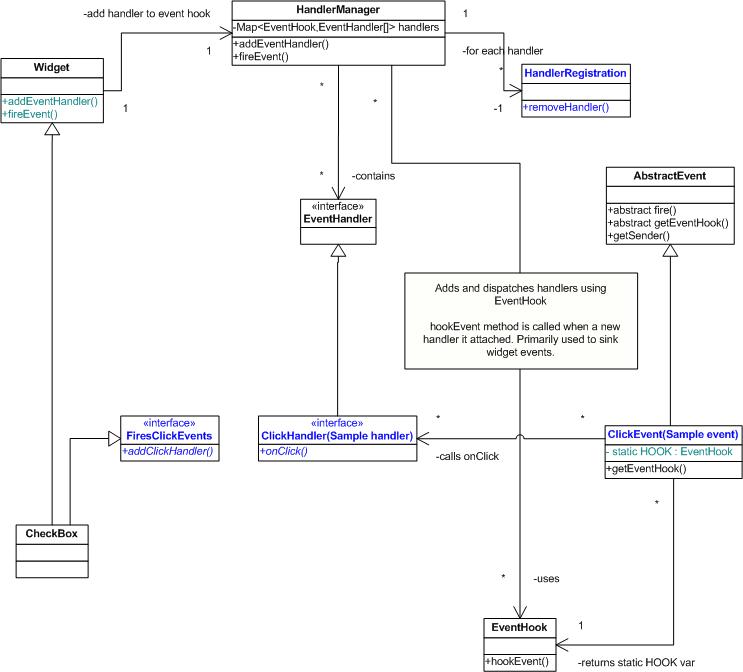 -add handler to event hook
1
1
HandlerManager
-Map<EventHook,EventHandler[]> handlers
+addEventHandler()
+fireEvent()
1
-for each handler
*
-1
HandlerRegistration
+removeHandler()
Widget
+addEventHandler()
+fireEvent()
*
*
*
-contains
«interface»
EventHandler
AbstractEvent
+abstract fire()
+abstract getEventHook()
+getSender()
Adds and dispatches handlers using
EventHook
hookEvent method is called when a new
handler it attached. Primarily used to sink
widget events.
«interface»
FiresClickEvents
+addClickHandler()
«interface»
ClickHandler(Sample handler)
+onClick()
*
*
-calls onClick
ClickEvent(Sample event)
- static HOOK : EventHook
+getEventHook()
*
CheckBox
*
-uses
EventHook
+hookEvent()
1
-returns static HOOK var